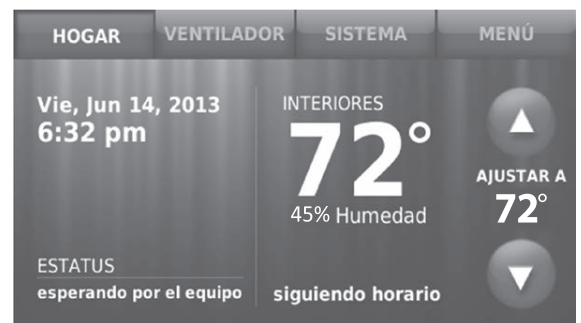 HOGAR VENTILADOR SISTEMA MENÚ
Vie, Jun 14, 2013
6:32 pm
INTERIORES
72°
45% Humedad
AJUSTAR A
72°
ESTATUS
esperando por el equipo
siguiendo horario